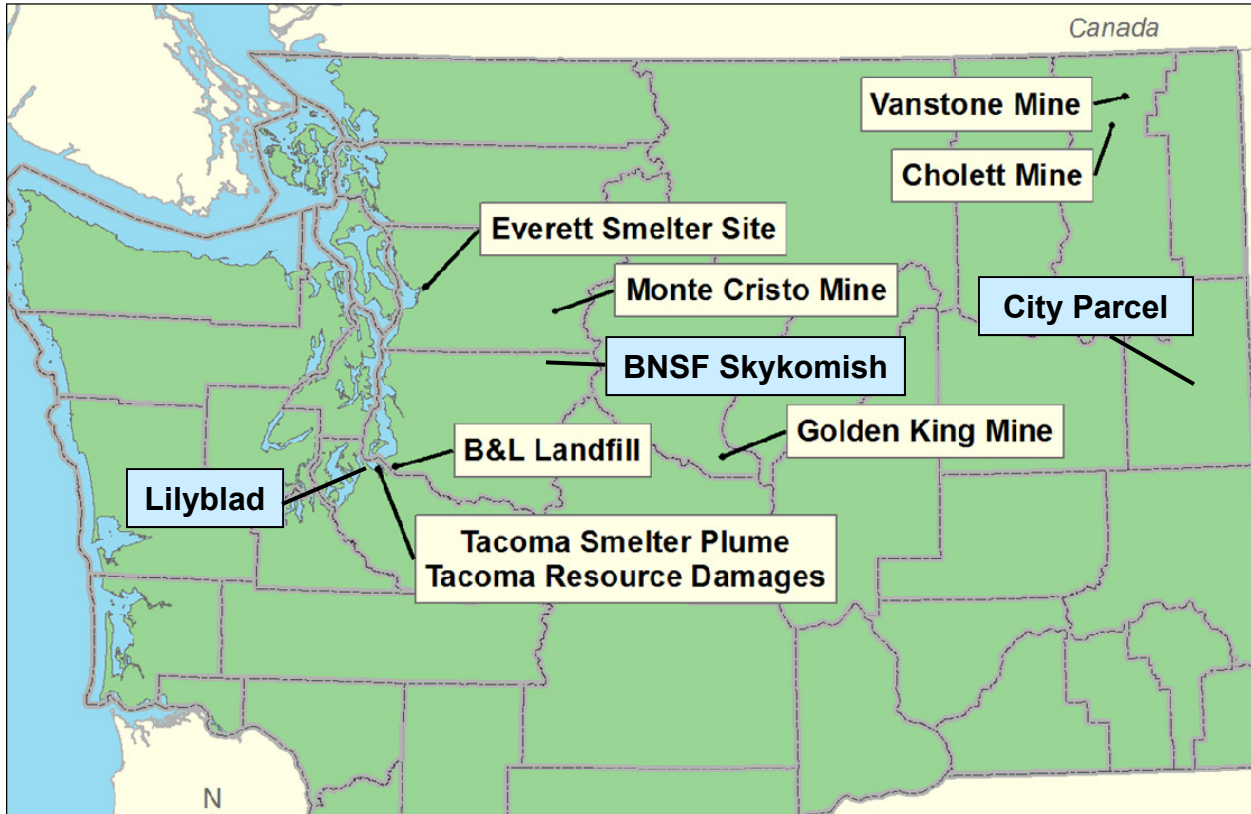 Canada
Vanstone Mine
Cholett Mine
Everett Smelter Site
Monte Cristo Mine
City Parcel
BNSF Skykomish
Golden King Mine
B&L Landfill
Lilyblad
Tacoma Smelter Plume
Tacoma Resource Damages
N